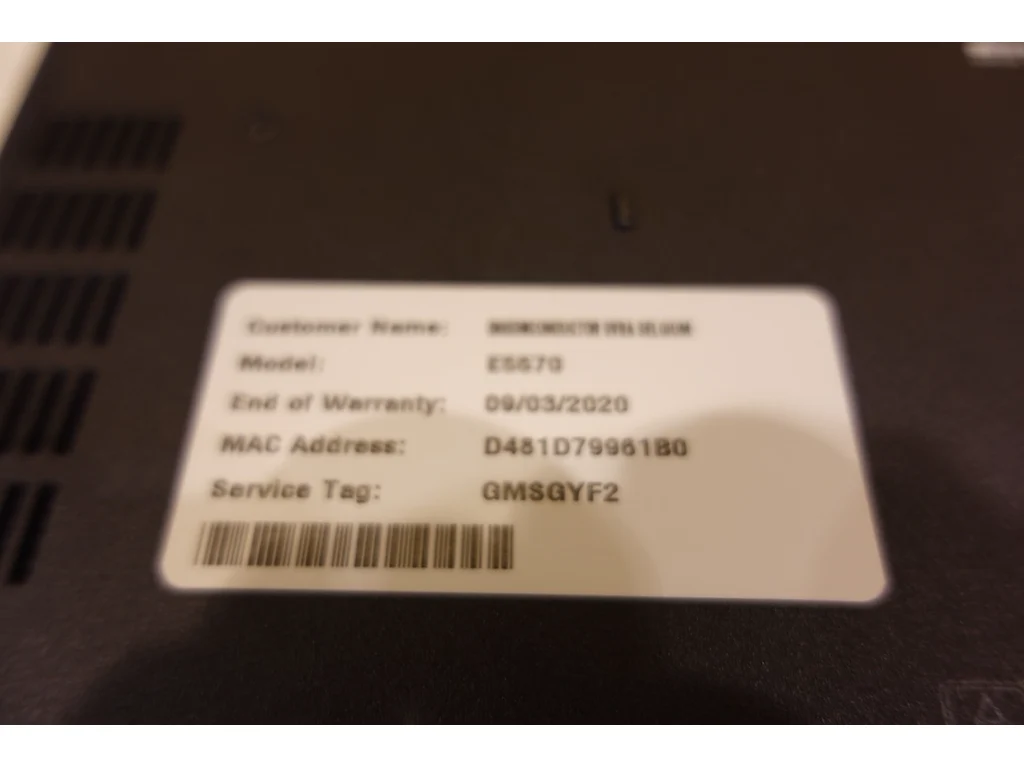 Customer Name:
Model: E5570
End of Warranty: 09/03/2020
MAC Address: D481D79961B0
Service Tag: GMSGYF2